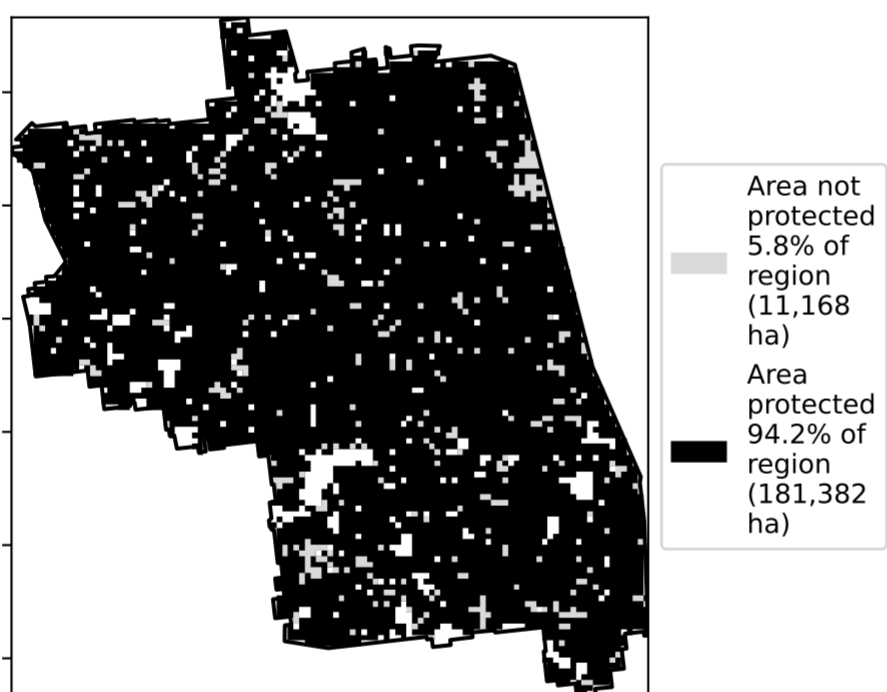 Area not
protected
5.8% of
region
(11,168
ha)
Area
protected
94.2% of
region
(181,382
ha)